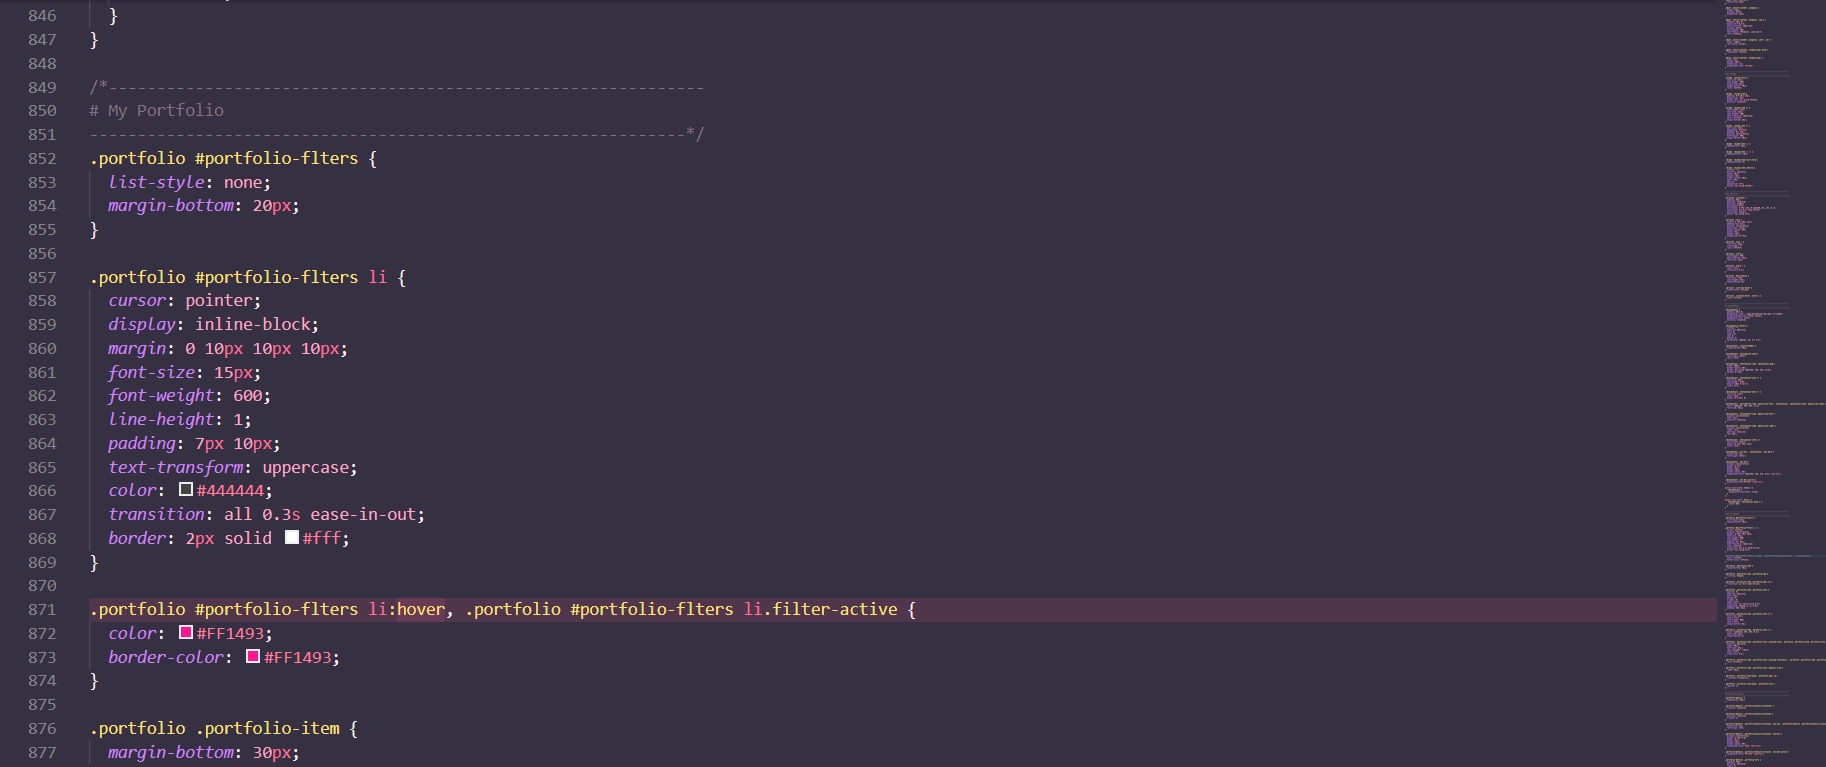 846 }
847 }
848
849 /*--------------------------------------------------------------
850 # My Portfolio
851 --------------------------------------------------------------*/
852 .portfolio #portfolio-flters {
853 list-style: none;
854 margin-bottom: 20px;
855 }
856
857 .portfolio #portfolio-flters li {
858 cursor: pointer;
859 display: inline-block;
860 margin: 0 10px 10px 10px;
861 font-size: 15px;
862 font-weight: 600;
863 line-height: 1;
864 padding: 7px 10px;
865 text-transform: uppercase;
866 color: #444444;
867 transition: all 0.3s ease-in-out;
868 border: 2px solid #fff;
869 }
870
871 .portfolio #portfolio-flters li:hover, .portfolio #portfolio-flters li.filter-active {
872 color: #FF1493;
873 border-color: #FF1493;
874 }
875
876 .portfolio .portfolio-item {
877 margin-bottom: 30px;